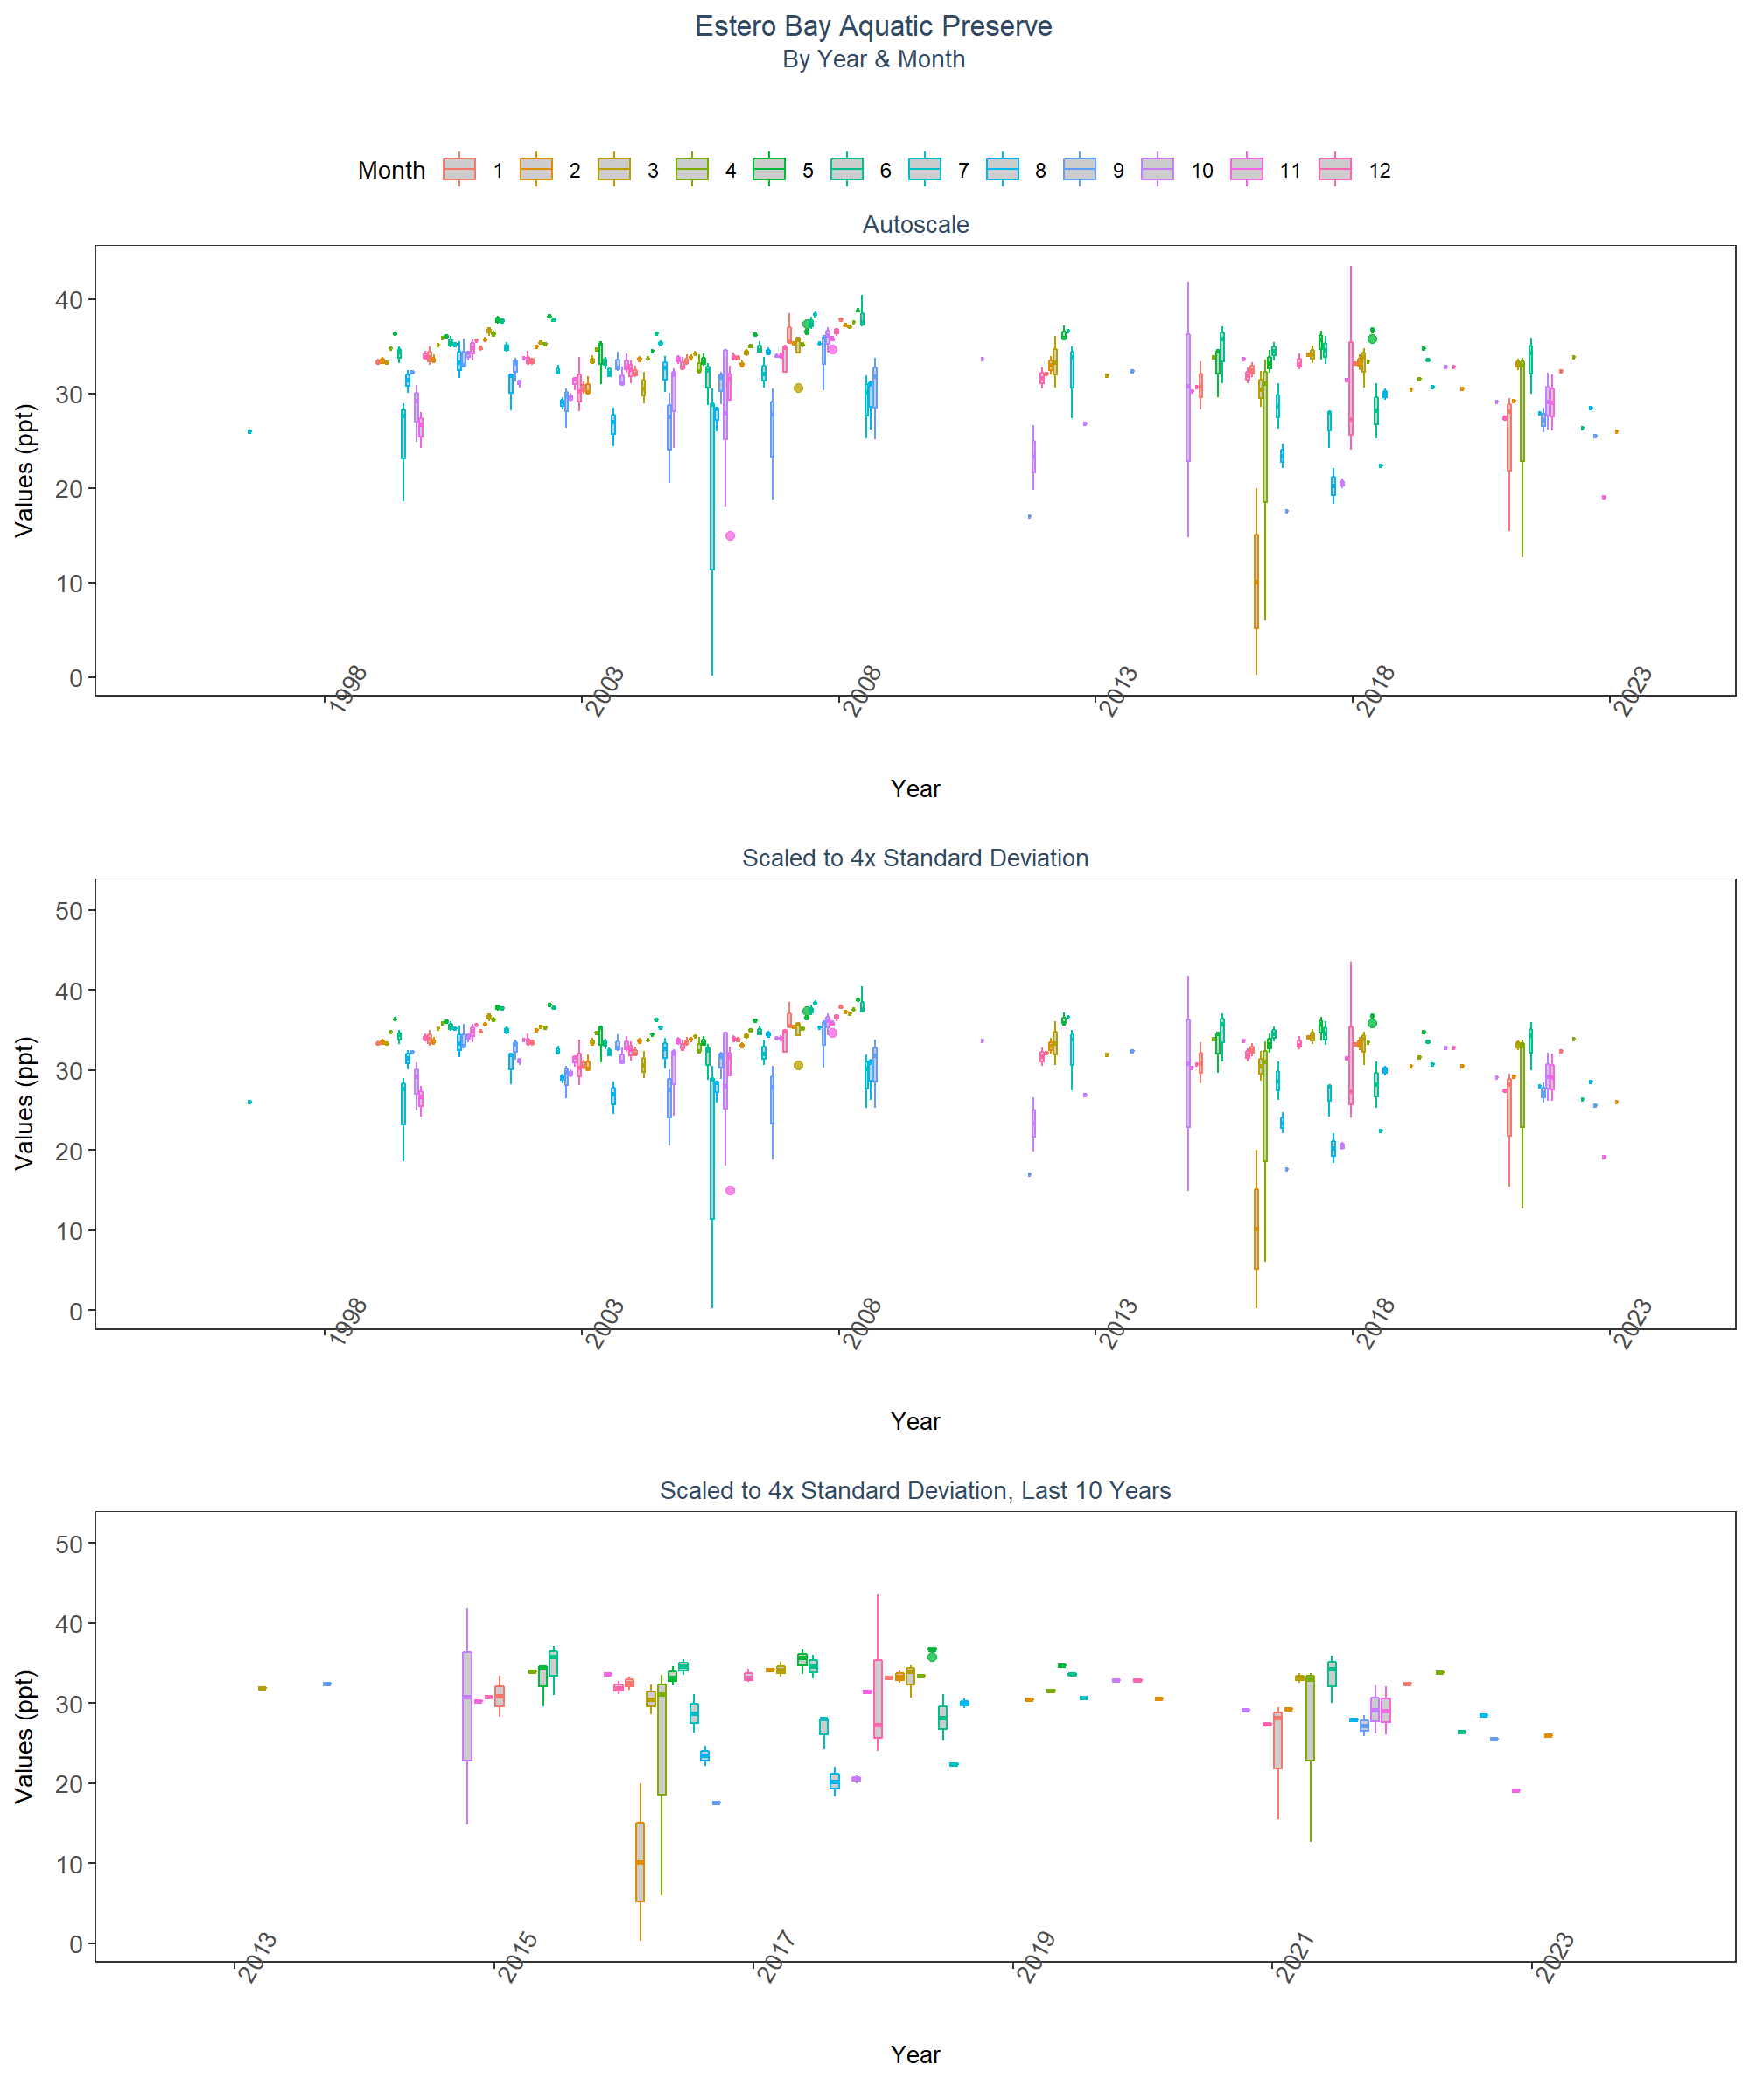 Estero Bay Aquatic Preserve
By Year & Month
Month 1 2 3 4 5 6 7 8 9 10 11 12
Autoscale
Values (ppt)
40
30
20
10
0
1998 2003 2008 2013 2018 2023
Year
Scaled to 4x Standard Deviation
Values (ppt)
50
40
30
20
10
0
1998 2003 2008 2013 2018 2023
Year
Scaled to 4x Standard Deviation, Last 10 Years
Values (ppt)
50
40
30
20
10
0
2013 2015 2017 2019 2021 2023
Year